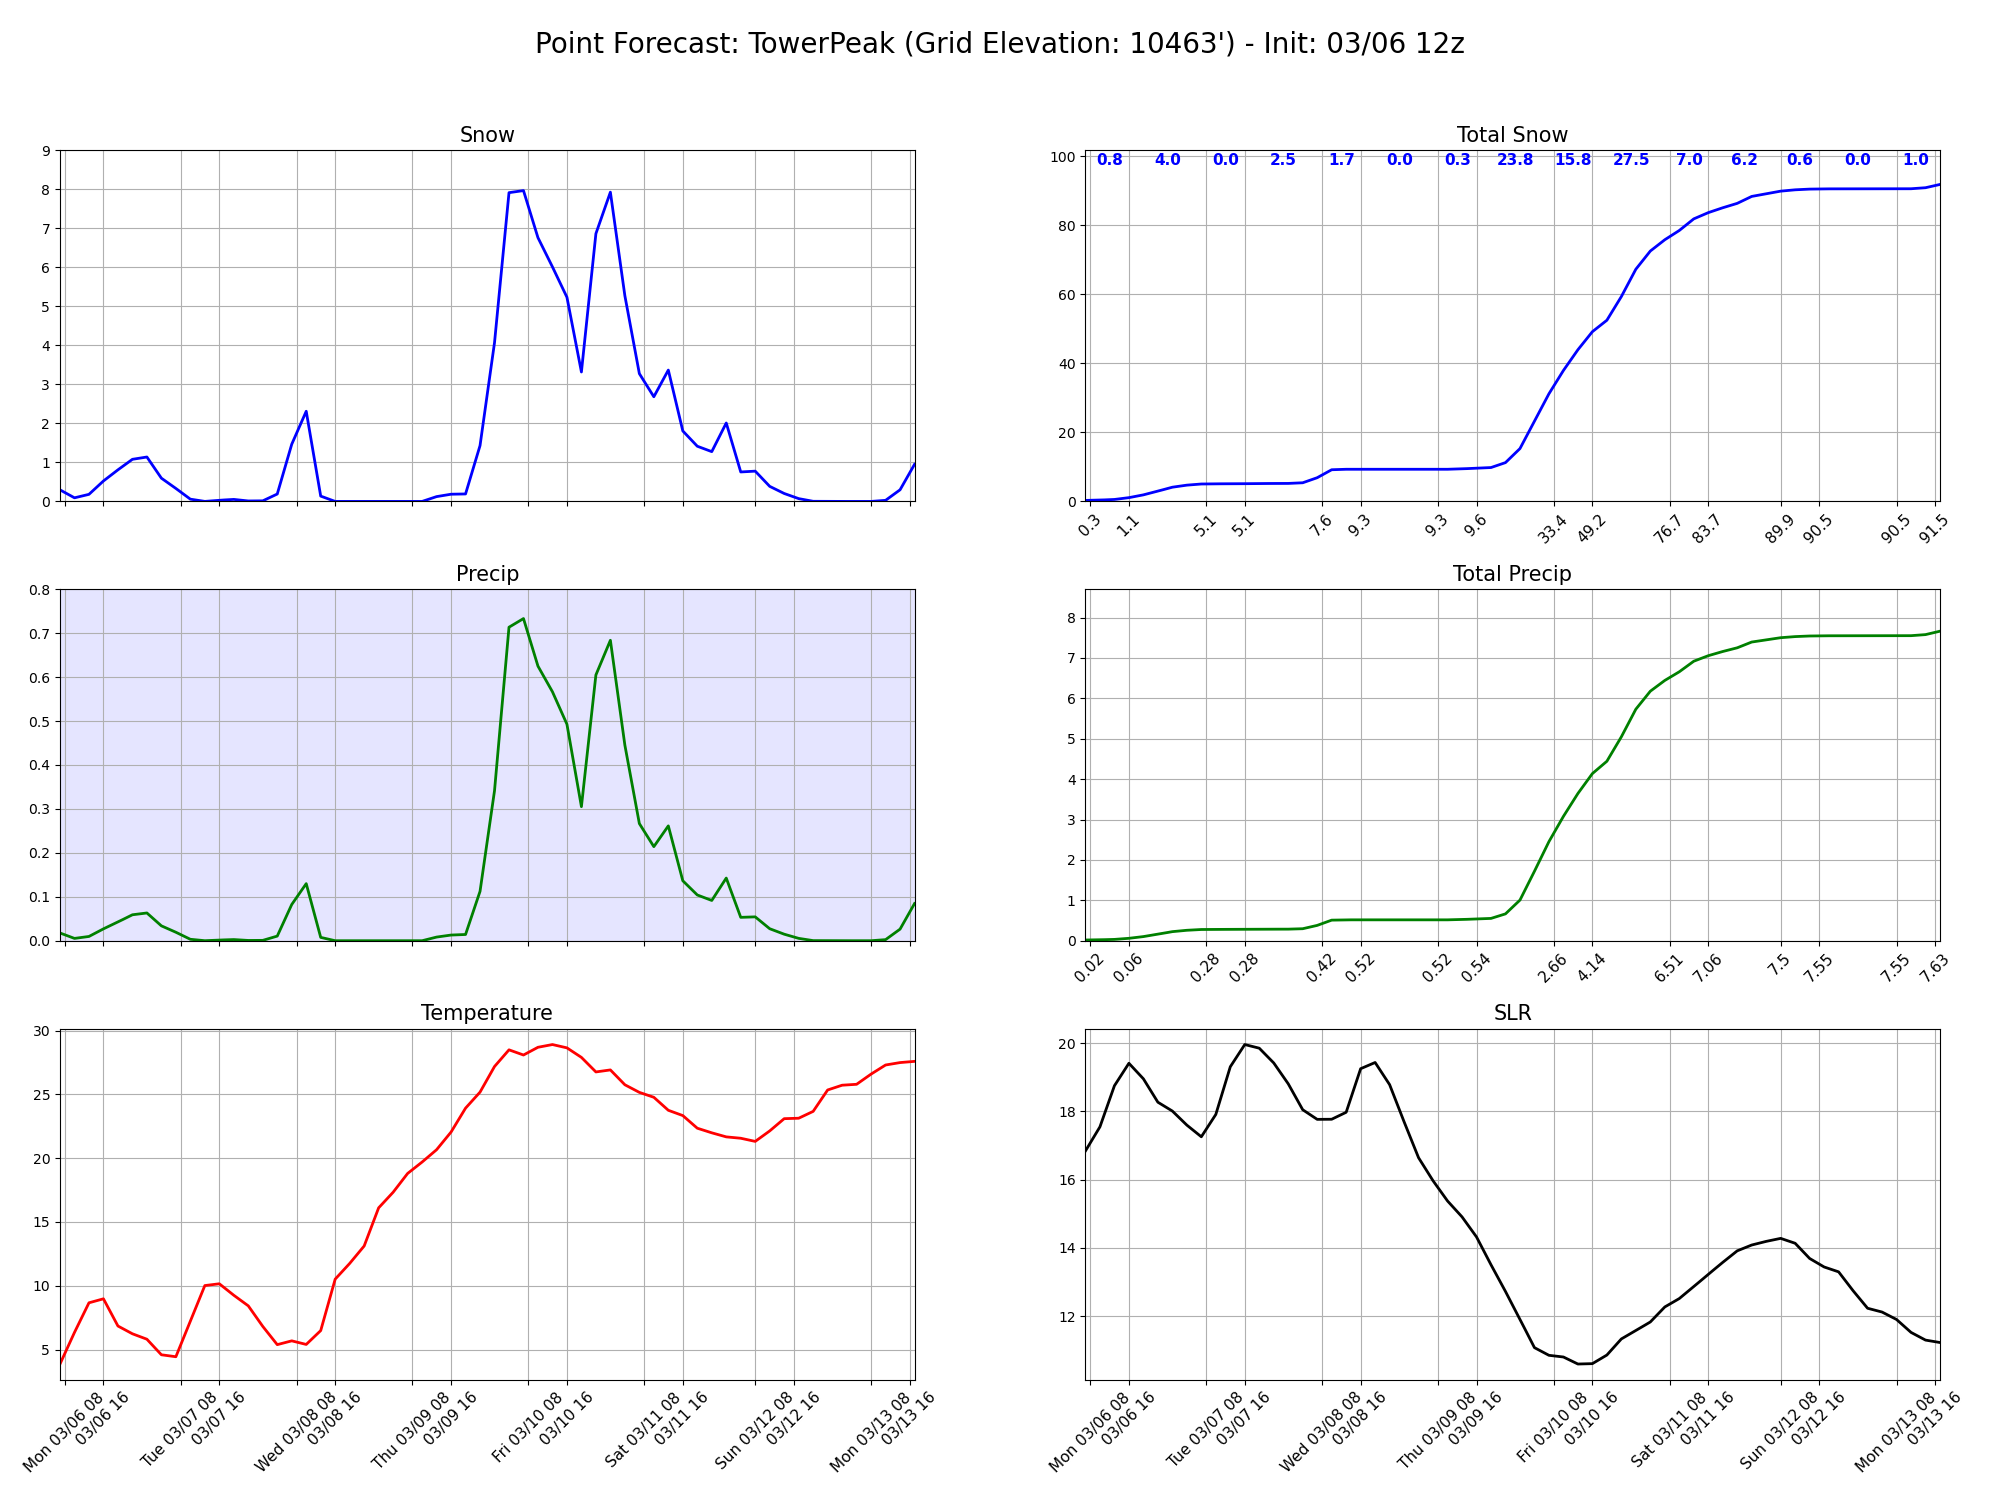 Point Forecast: TowerPeak (Grid Elevation: 10463') - Init: 03/06 12z
Snow
9
8
7
6
5
4
3
2
1
0
Total Snow
0.8 4.0 0.0 2.5 1.7 0.0 0.3 23.8 15.8 27.5 7.0 6.2 0.6 0.0 1.0
100
80
60
40
20
0
0.3 1.1 5.1 5.1 7.6 9.3 9.3 9.6 33.4 49.2 76.7 83.7 89.9 90.5 90.5 91.5
Precip
0.8
0.7
0.6
0.5
0.4
0.3
0.2
0.1
0.0
Total Precip
8
7
6
5
4
3
2
1
0
0.02 0.06 0.28 0.28 0.42 0.52 0.52 0.54 2.66 4.14 6.51 7.06 7.5 7.55 7.55 7.63
Temperature
30
25
20
15
10
5
Mon 03/06 08
03/06 16
Tue 03/07 08
03/07 16
Wed 03/08 08
03/08 16
Thu 03/09 08
03/09 16
Fri 03/10 08
03/10 16
Sat 03/11 08
03/11 16
Sun 03/12 08
03/12 16
Mon 03/13 08
03/13 16
SLR
20
18
16
14
12
Mon 03/06 08
03/06 16
Tue 03/07 08
03/07 16
Wed 03/08 08
03/08 16
Thu 03/09 08
03/09 16
Fri 03/10 08
03/10 16
Sat 03/11 08
03/11 16
Sun 03/12 08
03/12 16
Mon 03/13 08
03/13 16